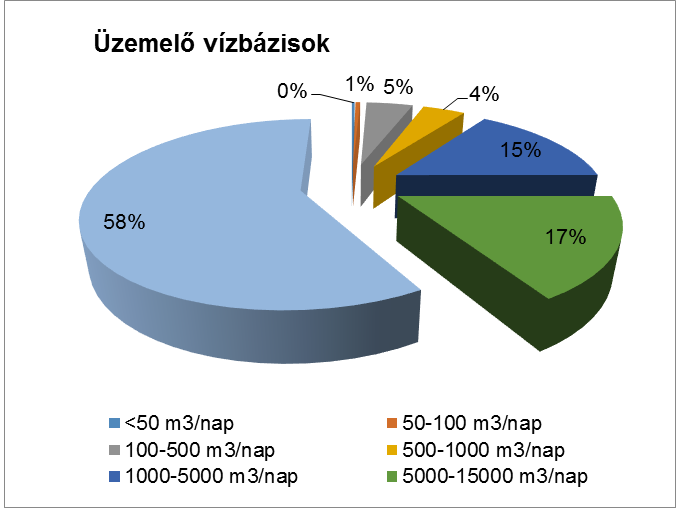 Üzemelő vízbázisok
0%
1%
5%
4%
15%
58%
17%
<50 m3/nap
50-100 m3/nap
100-500 m3/nap
500-1000 m3/nap
1000-5000 m3/nap
5000-15000 m3/nap